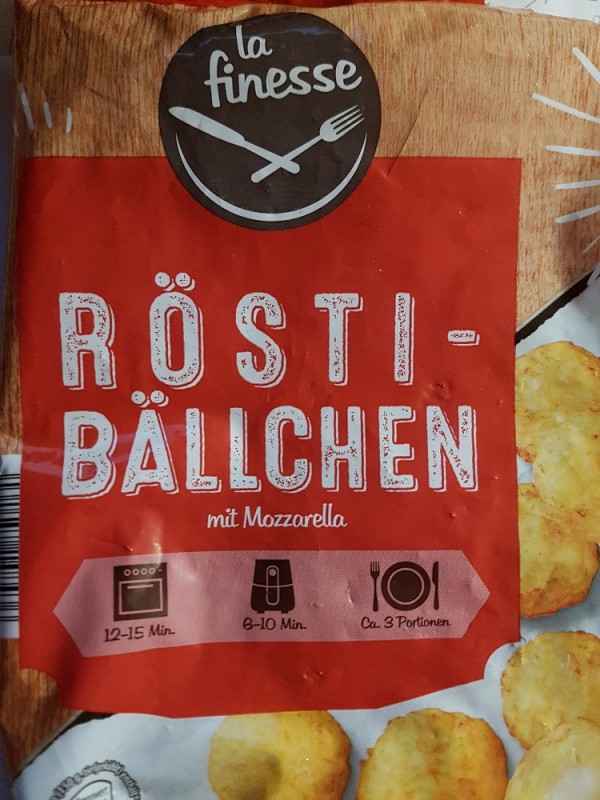 la
finesse
RÖSTI-
BÄLLCHEN
mit Mozzarella
12-15 Min.
6-10 Min.
Ca. 3 Portionen